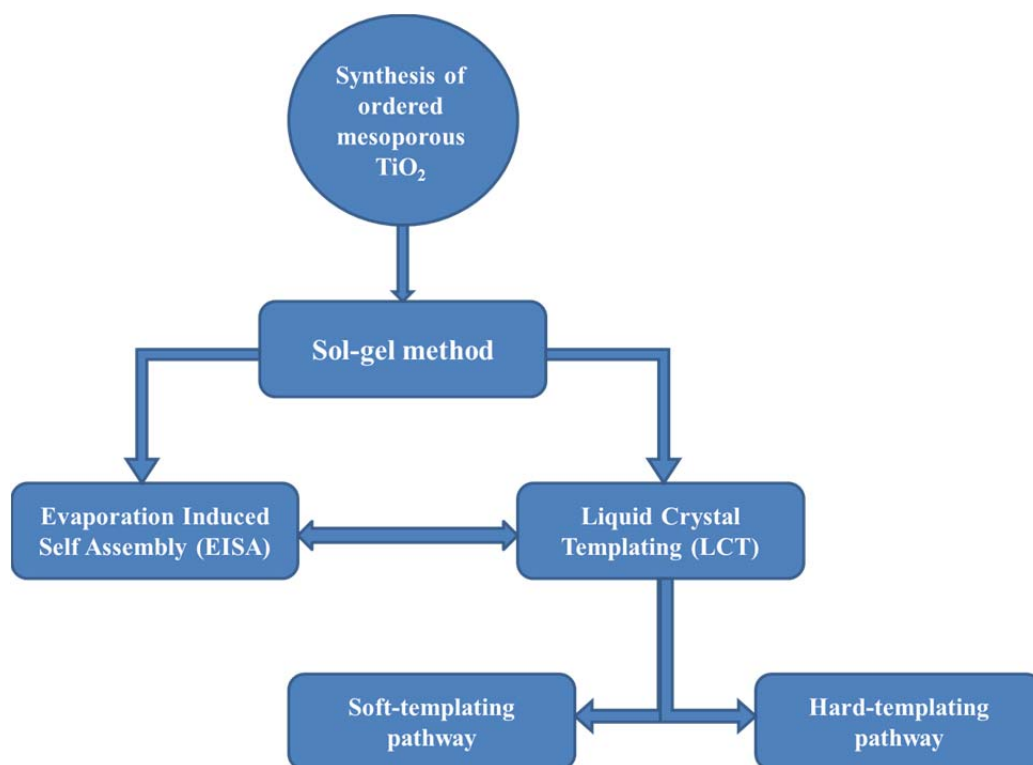 Synthesis of
ordered
mesoporous
TiO₂
Sol-gel method
Evaporation Induced
Self Assembly (EISA)
Liquid Crystal
Templating (LCT)
Soft-templating
pathway
Hard-templating
pathway